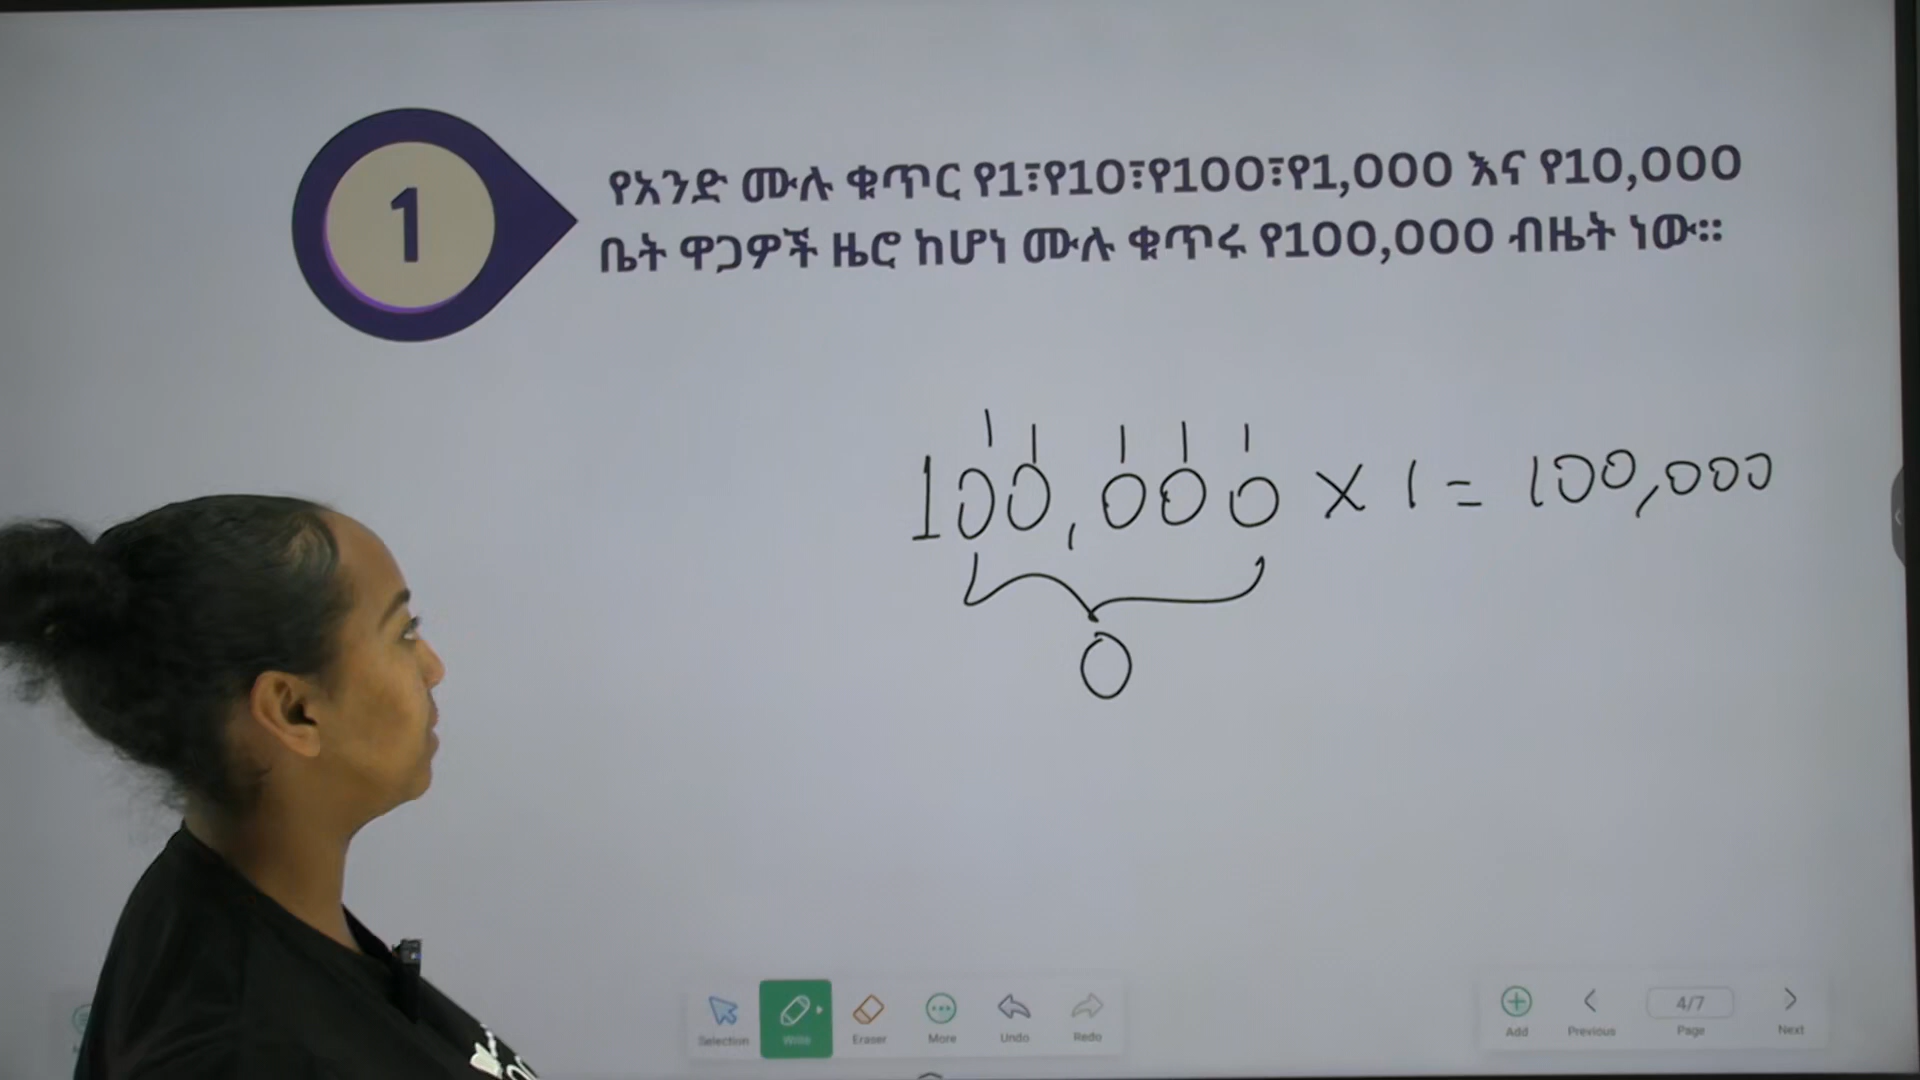 1
የአንድ ሙሉ ቁጥር የ1፣የ10፣የ100፣የ1,000 እና የ10,000
ቤት ዋጋዎች ዜሮ ከሆነ ሙሉ ቁጥሩ የ100,000 ብዜት ነው።
100,000 X 1 = 100,000
0
Selection Write Eraser More Undo Redo
Add Previous 4/7 Page Next